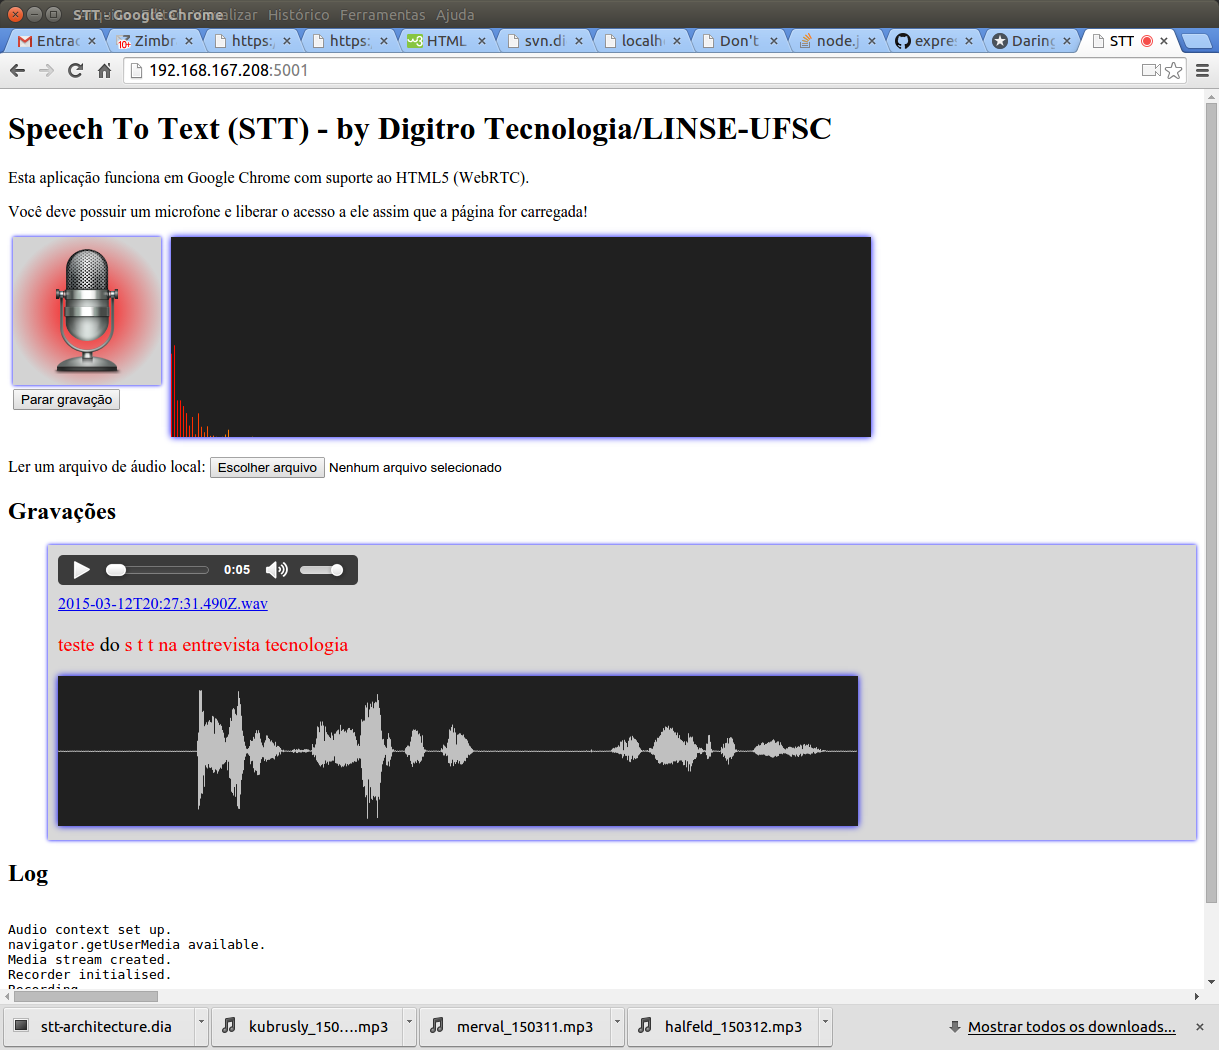 STT - Google Chrome Visualizar Histórico Ferramentas Ajuda
Entrac Zimbra https:/ https:/ HTML svn.di localh Don't node.j expres Daring STT
10+
192.168.167.208:5001
Speech To Text (STT) - by Digitro Tecnologia/LINSE-UFSC
Esta aplicação funciona em Google Chrome com suporte ao HTML5 (WebRTC).
Você deve possuir um microfone e liberar o acesso a ele assim que a página for carregada!
Parar gravação
Ler um arquivo de áudio local: Escolher arquivo Nenhum arquivo selecionado
Gravações
0:05
2015-03-12T20:27:31.490Z.wav
teste do s t t na entrevista tecnologia
Log
Audio context set up.
navigator.getUserMedia available.
Media stream created.
Recorder initialised.
Recording
stt-architecture.dia kubrusly_150....mp3 merval_150311.mp3 halfeld_150312.mp3 Mostrar todos os downloads...